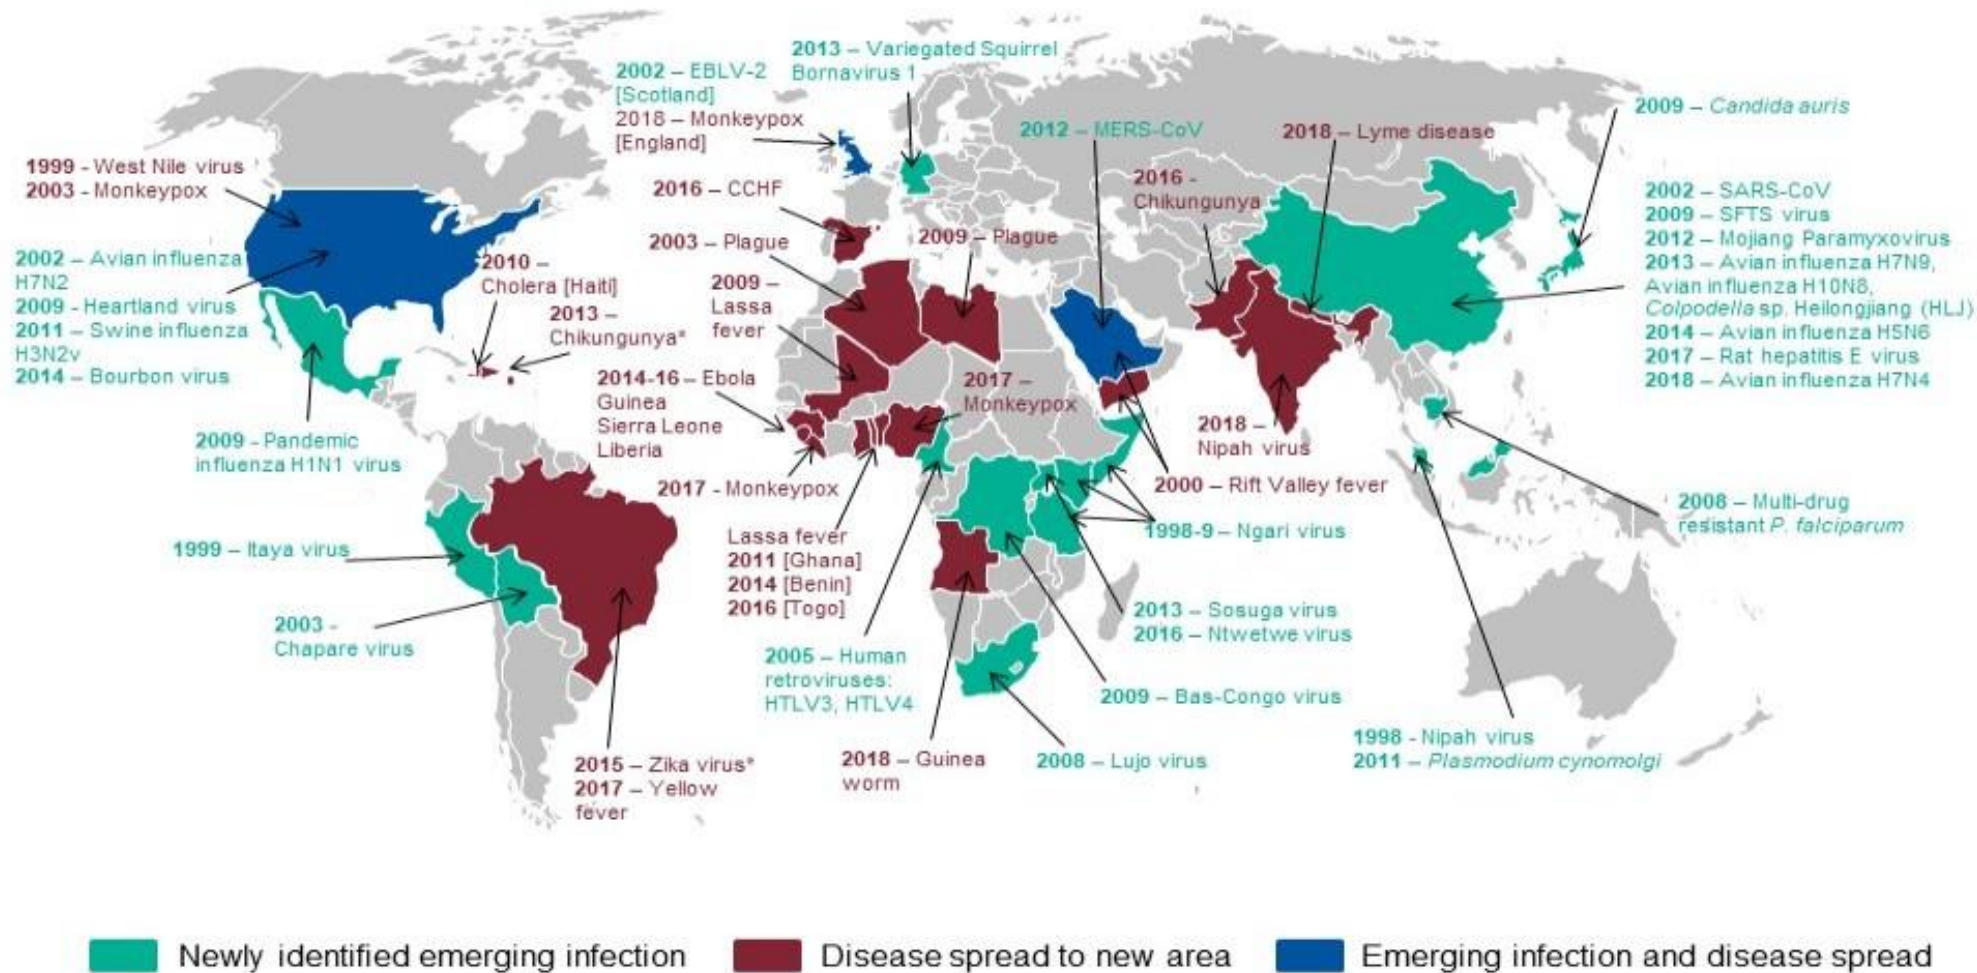 2013 – Variegated Squirrel
Bornavirus 1
2002 – EBLV-2
[Scotland]
2018 – Monkeypox
[England]
2012 – MERS-CoV
2018 – Lyme disease
2009 – Candida auris
1999 - West Nile virus
2003 - Monkeypox
2016 – CCHF
2016 -
Chikungunya
2002 – SARS-CoV
2009 – SFTS virus
2012 – Mojiang Paramyxovirus
2013 – Avian influenza H7N9,
Avian influenza H10N8,
Colpodella sp. Heilongjiang (HLJ)
2014 – Avian influenza H5N6
2017 – Rat hepatitis E virus
2018 – Avian influenza H7N4
2003 – Plague
2009 – Plague
2002 – Avian influenza
H7N2
2009 - Heartland virus
2011 – Swine influenza
H3N2v
2014 – Bourbon virus
2010 –
Cholera [Haiti]
2013 –
Chikungunya*
2009 –
Lassa
fever
2014-16 – Ebola
Guinea
Sierra Leone
Liberia
2017 –
Monkeypox
2018 –
Nipah virus
2009 - Pandemic
influenza H1N1 virus
2017 - Monkeypox
2000 – Rift Valley fever
2008 – Multi-drug
resistant P. falciparum
1998-9 – Ngari virus
1999 – Itaya virus
Lassa fever
2011 [Ghana]
2014 [Benin]
2016 [Togo]
2003 -
Chapare virus
2013 – Sosuga virus
2016 – Ntwetwe virus
2005 – Human
retroviruses:
HTLV3, HTLV4
2009 – Bas-Congo virus
1998 - Nipah virus
2011 – Plasmodium cynomolgi
2015 – Zika virus*
2017 – Yellow
fever
2018 – Guinea
worm
2008 – Lujo virus
Newly identified emerging infection
Disease spread to new area
Emerging infection and disease spread